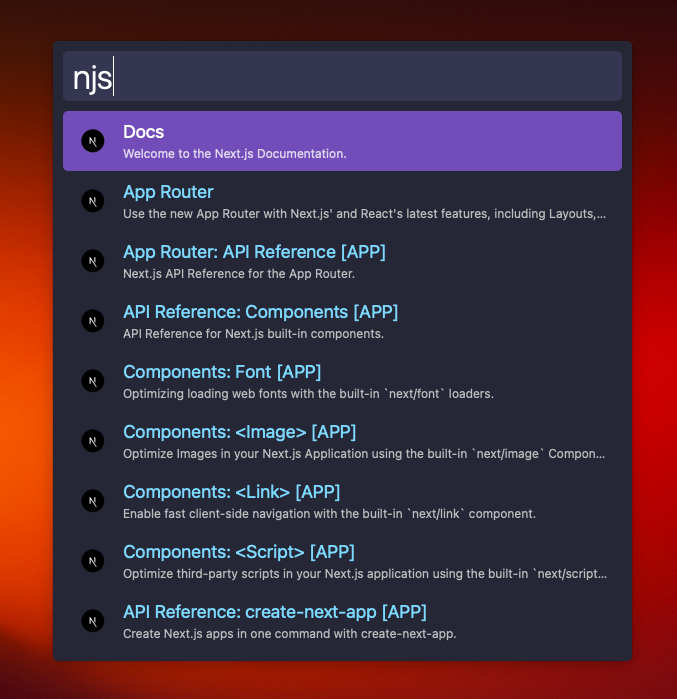 njs
Docs
Welcome to the Next.js Documentation.
App Router
Use the new App Router with Next.js' and React's latest features, including Layouts,...
App Router: API Reference [APP]
Next.js API Reference for the App Router.
API Reference: Components [APP]
API Reference for Next.js built-in components.
Components: Font [APP]
Optimizing loading web fonts with the built-in `next/font` loaders.
Components: <Image> [APP]
Optimize Images in your Next.js Application using the built-in `next/image` Compon...
Components: <Link> [APP]
Enable fast client-side navigation with the built-in `next/link` component.
Components: <Script> [APP]
Optimize third-party scripts in your Next.js application using the built-in `next/script...
API Reference: create-next-app [APP]
Create Next.js apps in one command with create-next-app.